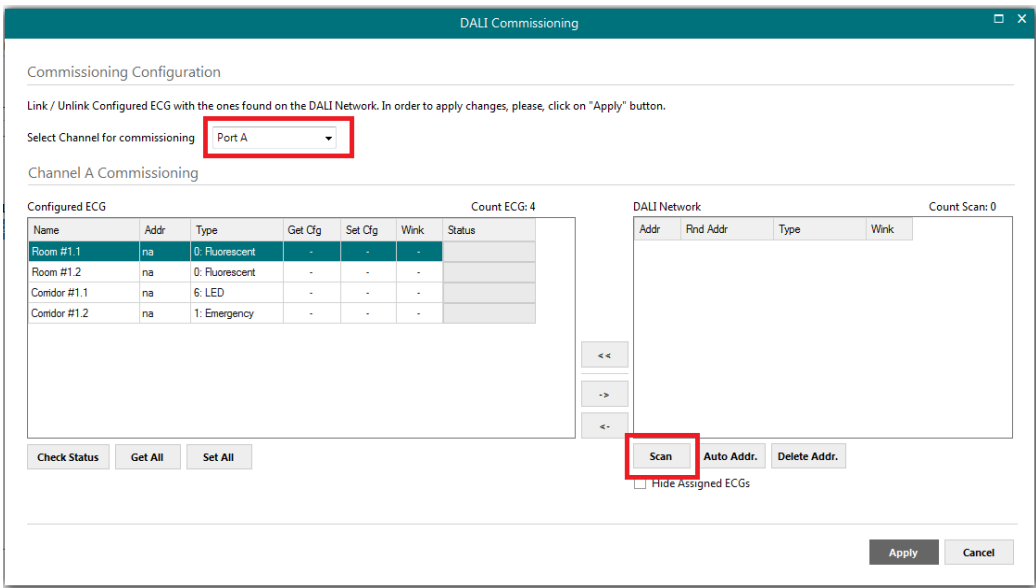 DALI Commissioning
Commissioning Configuration
Link / Unlink Configured ECG with the ones found on the DALI Network. In order to apply changes, please, click on "Apply" button.
Select Channel for commissioning Port A
Channel A Commissioning
Configured ECG Count ECG: 4
Name Addr Type Get Cfg Set Cfg Wink Status
Room #1.1 na 0: Fluorescent - - -
Room #1.2 na 0: Fluorescent - - -
Corridor #1.1 na 6: LED - - -
Corridor #1.2 na 1: Emergency - - -
Check Status Get All Set All
<<
->
<-
DALI Network Count Scan: 0
Addr Rnd Addr Type Wink
Scan Auto Addr. Delete Addr.
Hide Assigned ECGs
Apply Cancel